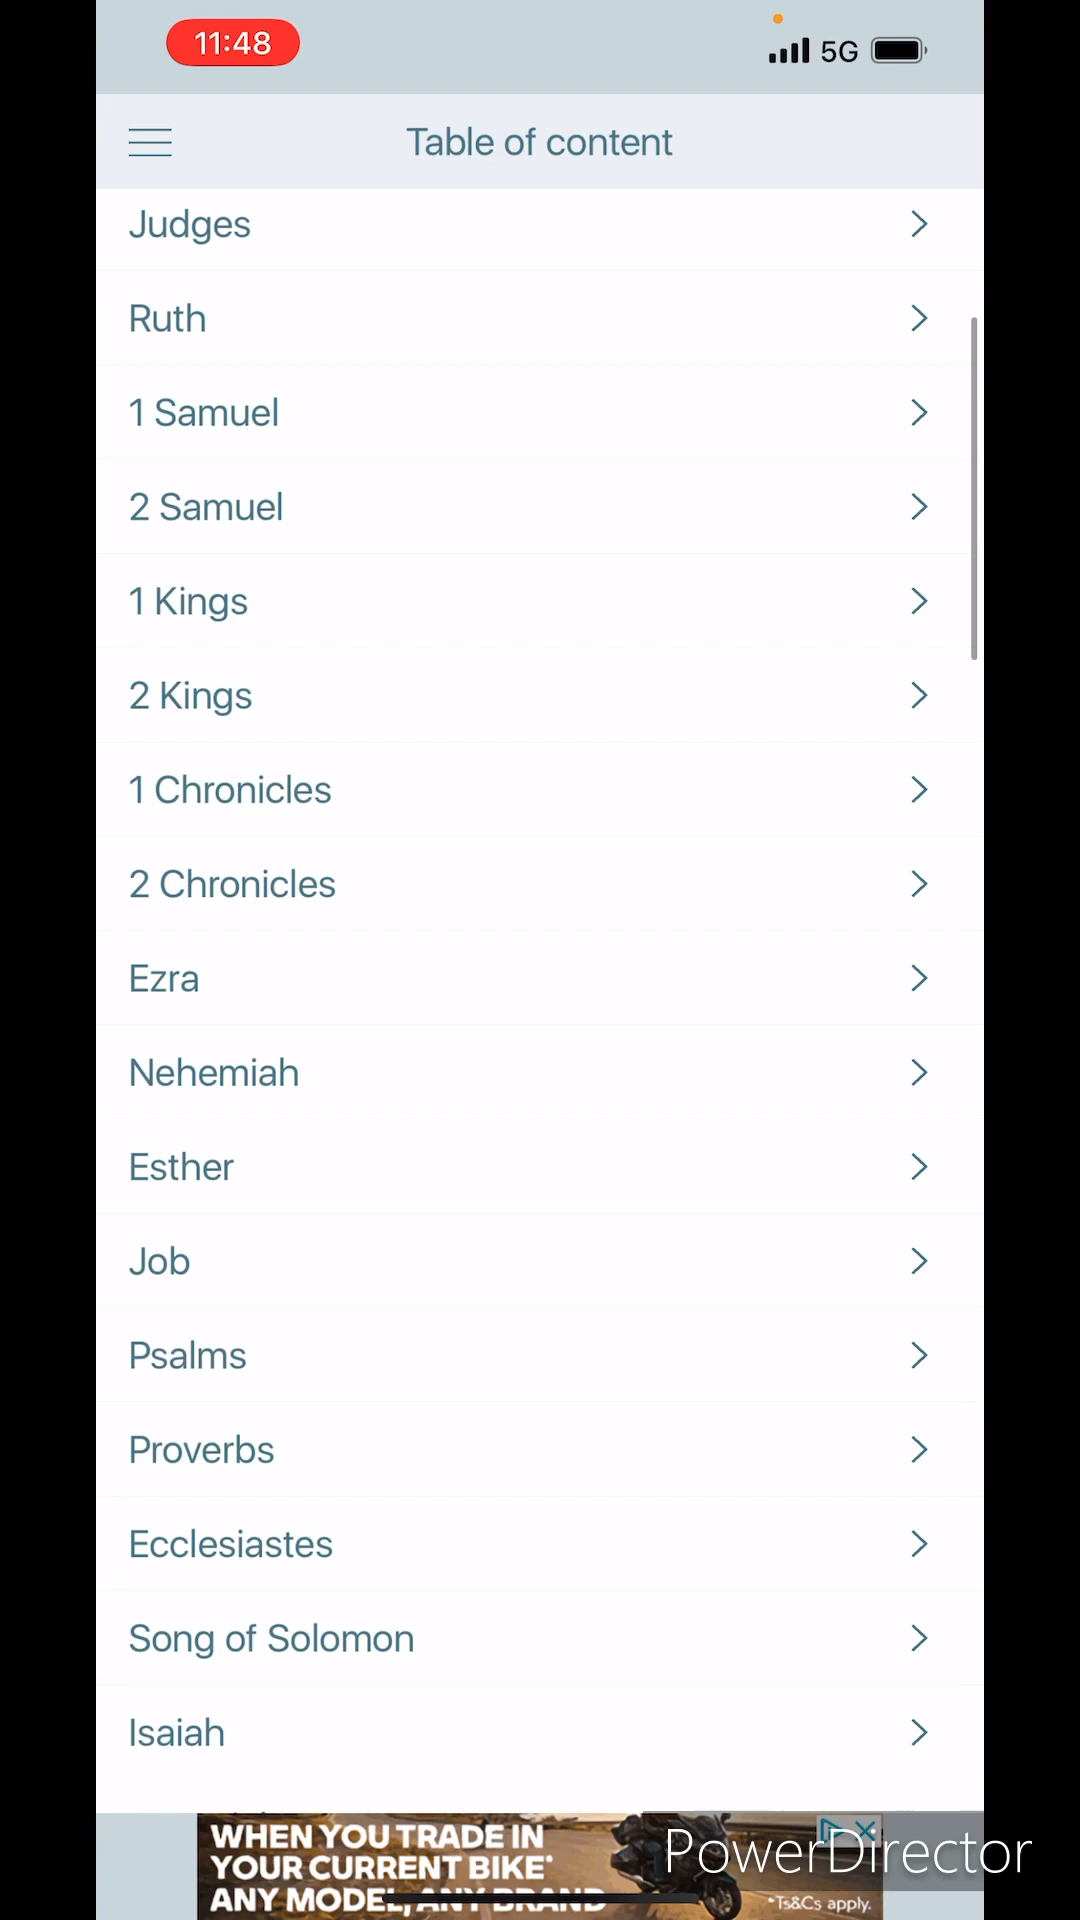 11:48
5G
Table of content
Judges
Ruth
1 Samuel
2 Samuel
1 Kings
2 Kings
1 Chronicles
2 Chronicles
Ezra
Nehemiah
Esther
Job
Psalms
Proverbs
Ecclesiastes
Song of Solomon
Isaiah
WHEN YOU TRADE IN
YOUR CURRENT BIKE*
ANY MODEL, ANY BRAND
*Ts&Cs apply.
PowerDirector